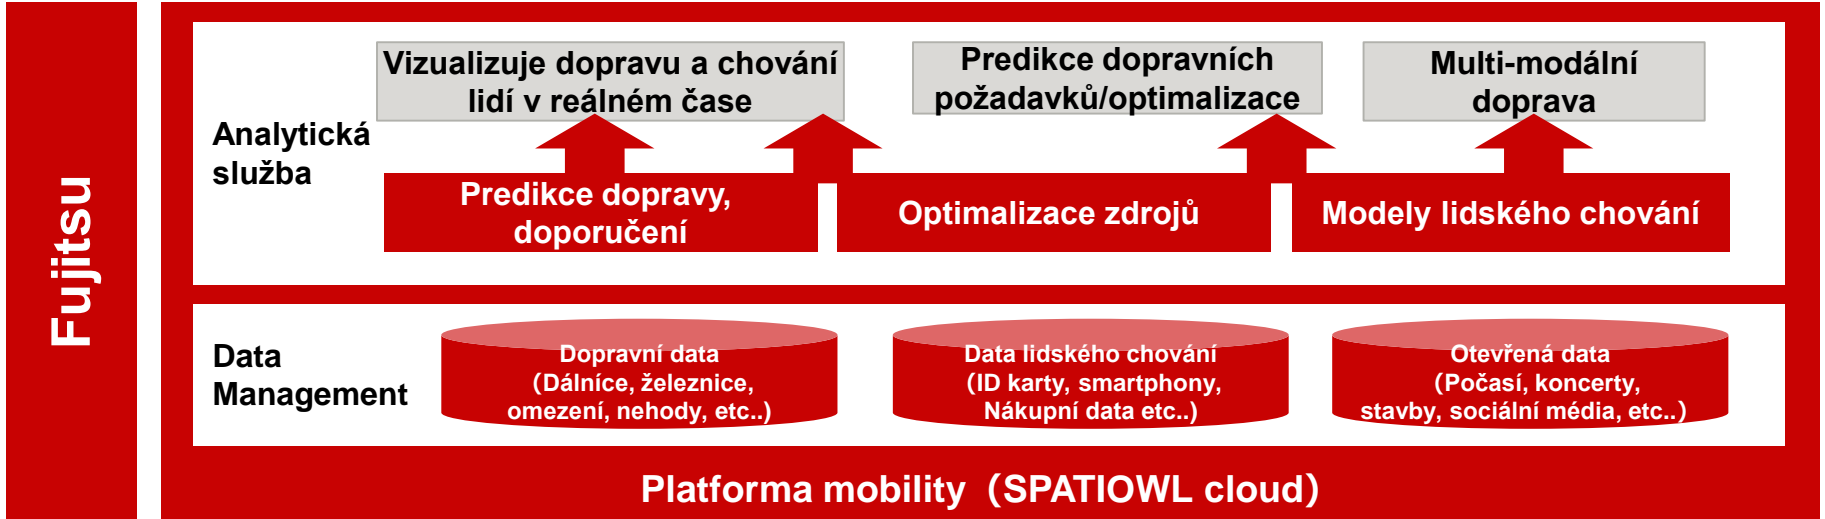 Fujitsu
Vizualizuje dopravu a chování
lidí v reálném čase
Predikce dopravních
požadavků/optimalizace
Multi-modální
doprava
Analytická
služba
Predikce dopravy,
doporučení
Optimalizace zdrojů
Modely lidského chování
Data
Management
Dopravní data
(Dálníce, železnice,
omezení, nehody, etc..)
Data lidského chování
(ID karty, smartphony,
Nákupní data etc..)
Otevřená data
(Počasí, koncerty,
stavby, sociální média, etc..)
Platforma mobility (SPATIOWL cloud)